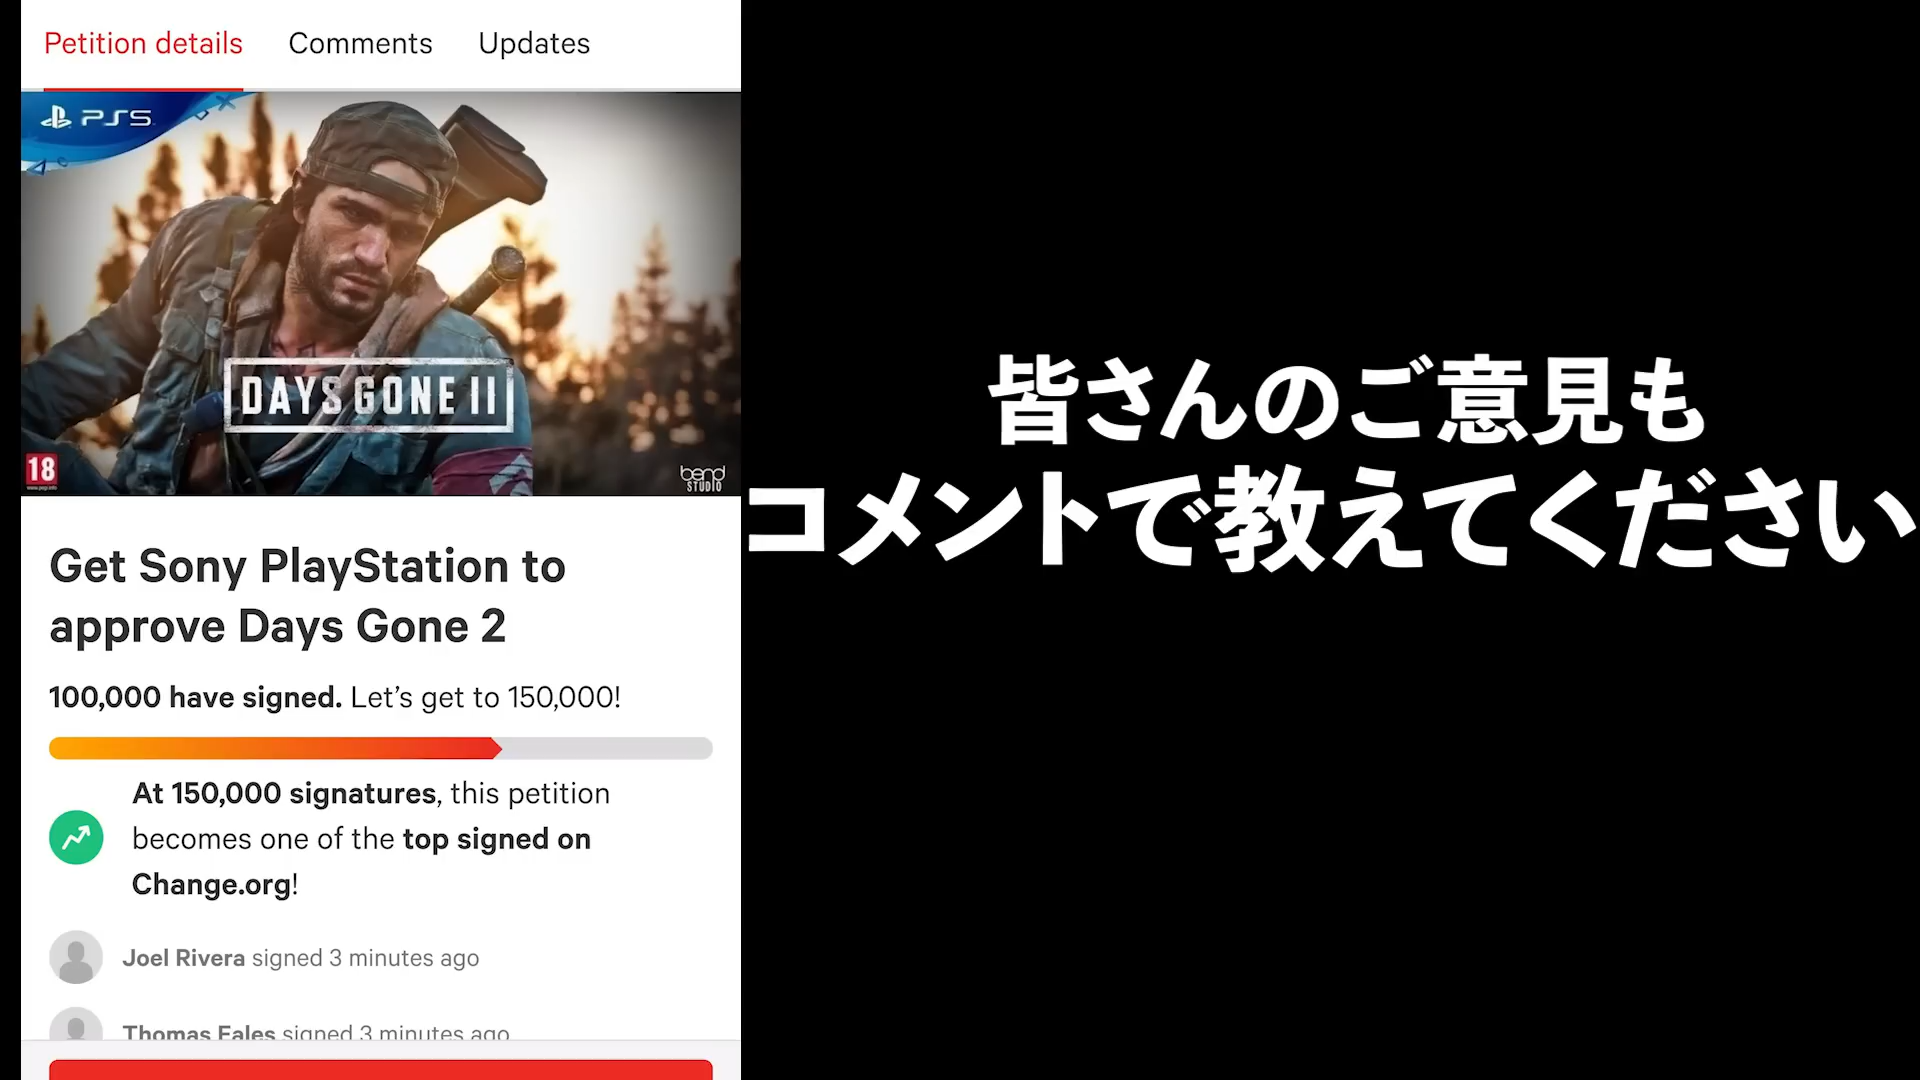 Petition details
Comments
Updates
PS5
DAYS GONE II
18
bend
STUDIO
Get Sony PlayStation to
approve Days Gone 2
100,000 have signed. Let's get to 150,000!
At 150,000 signatures, this petition
becomes one of the top signed on
Change.org!
Joel Rivera signed 3 minutes ago
Thomas Eales signed 3 minutes ago
皆さんのご意見も
コメントで教えてください